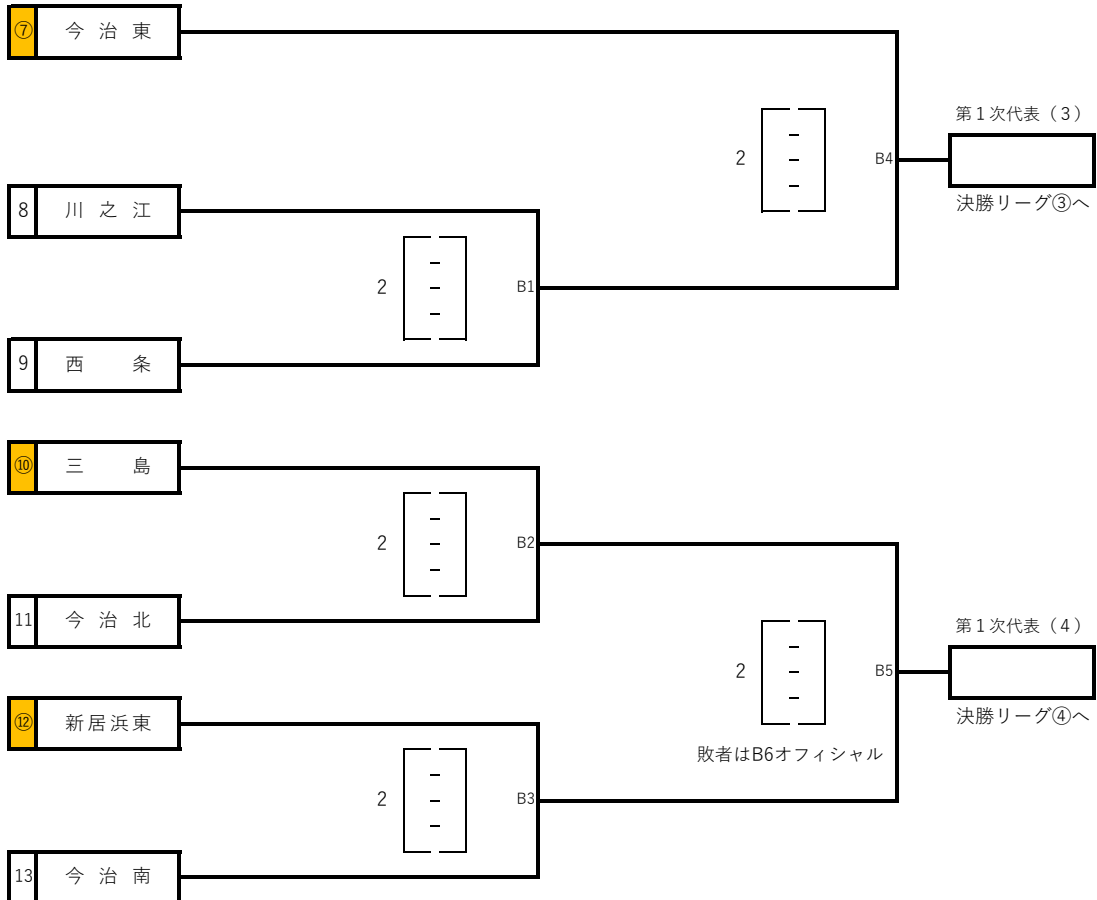 ⑦ 今 治 東
第１次代表（３）
2 － － － B4
決勝リーグ③へ
8 川 之 江
2 － － － B1
9 西 条
⑩ 三 島
2 － － － B2
11 今 治 北
第１次代表（４）
2 － － － B5
決勝リーグ④へ
⑫ 新居浜東
敗者はB6オフィシャル
2 － － － B3
13 今 治 南